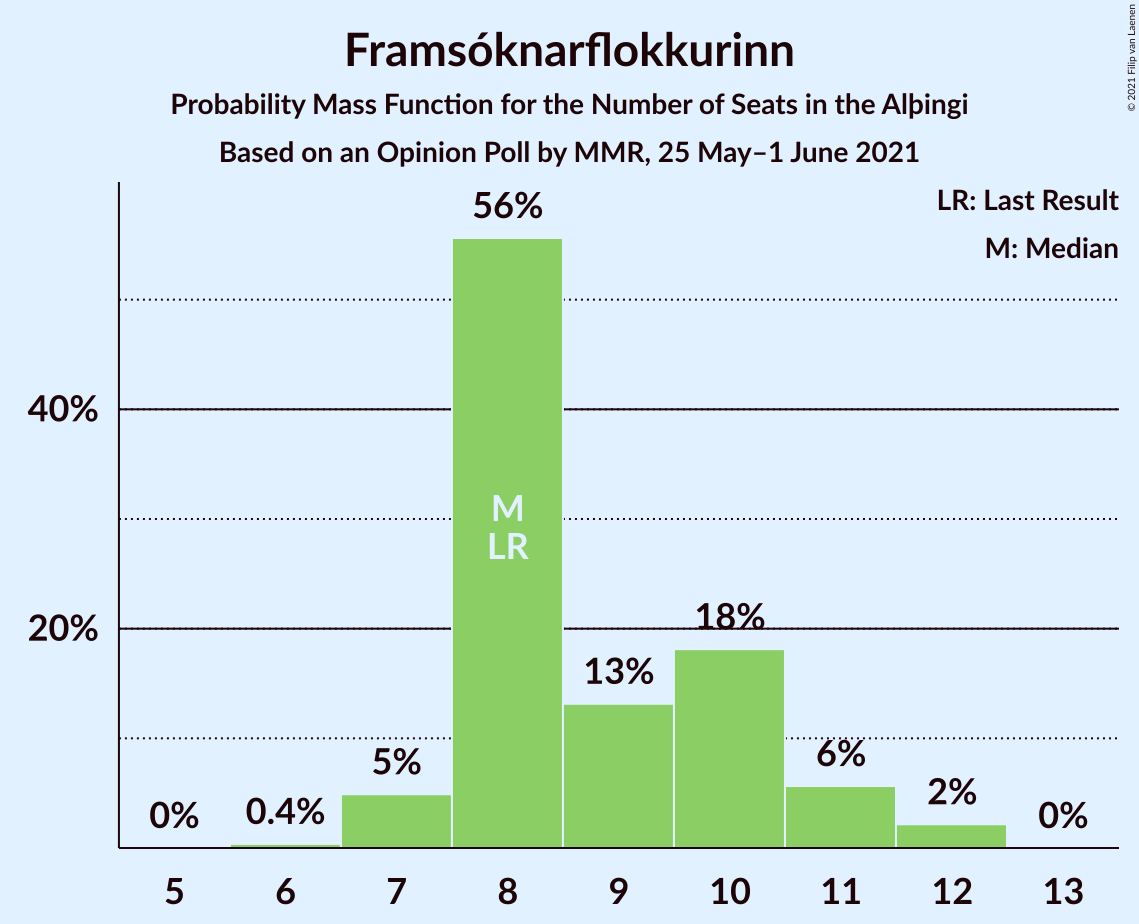 Framsóknarflokkurinn
Probability Mass Function for the Number of Seats in the Alþingi
Based on an Opinion Poll by MMR, 25 May–1 June 2021
© 2021 Filip van Laenen
LR: Last Result
M: Median
56%
40%
M
LR
20%
18%
13%
5%
6%
0%
0.4%
2%
0%
5 6 7 8 9 10 11 12 13